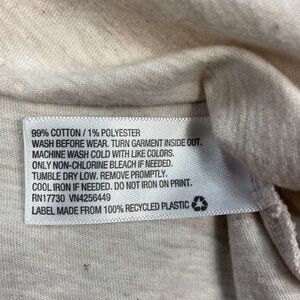 99% COTTON / 1% POLYESTER
WASH BEFORE WEAR. TURN GARMENT INSIDE OUT.
MACHINE WASH COLD WITH LIKE COLORS.
ONLY NON-CHLORINE BLEACH IF NEEDED.
TUMBLE DRY LOW. REMOVE PROMPTLY.
COOL IRON IF NEEDED. DO NOT IRON ON PRINT.
RN17730 VN4256449
LABEL MADE FROM 100% RECYCLED PLASTIC